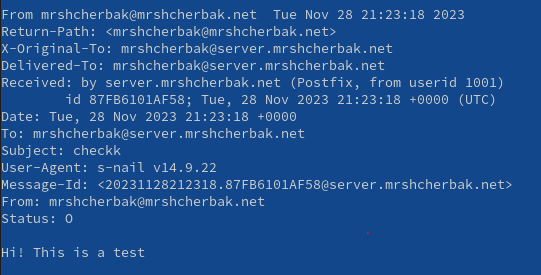 From mrshcherbak@mrshcherbak.net  Tue Nov 28 21:23:18 2023
Return-Path: <mrshcherbak@mrshcherbak.net>
X-Original-To: mrshcherbak@server.mrshcherbak.net
Delivered-To: mrshcherbak@server.mrshcherbak.net
Received: by server.mrshcherbak.net (Postfix, from userid 1001)
        id 87FB6101AF58; Tue, 28 Nov 2023 21:23:18 +0000 (UTC)
Date: Tue, 28 Nov 2023 21:23:18 +0000
To: mrshcherbak@server.mrshcherbak.net
Subject: checkk
User-Agent: s-nail v14.9.22
Message-Id: <20231128212318.87FB6101AF58@server.mrshcherbak.net>
From: mrshcherbak@mrshcherbak.net
Status: O

Hi! This is a test